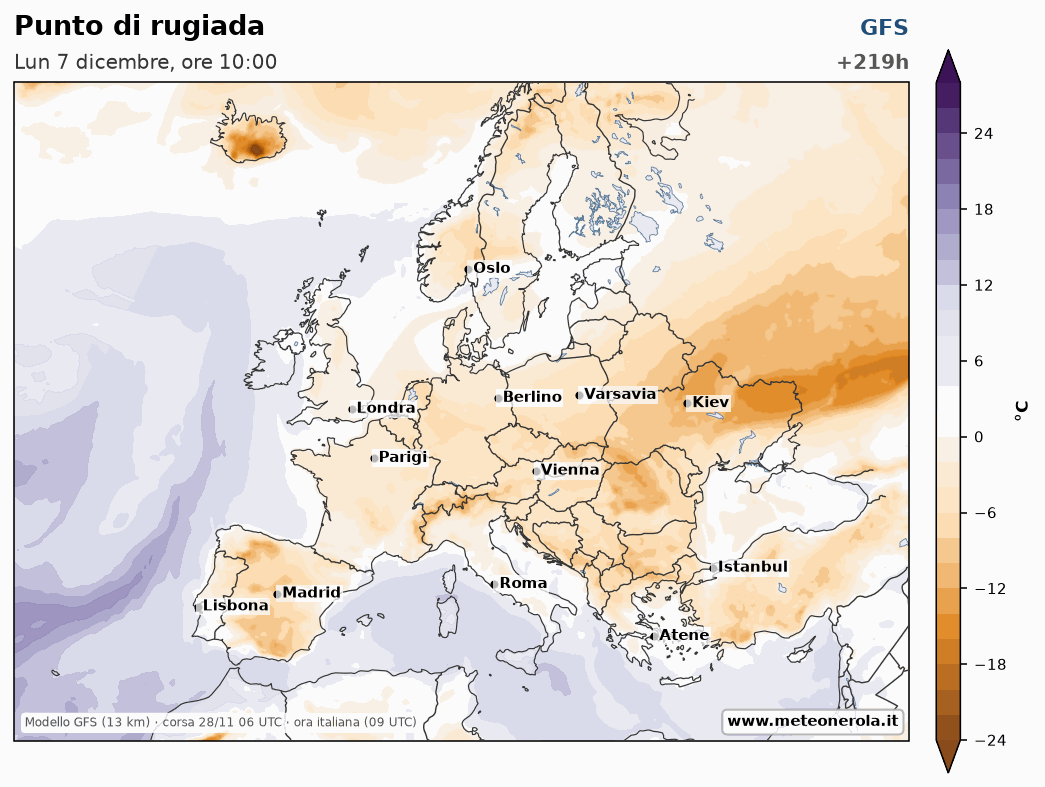 Punto di rugiada
GFS
Lun 7 dicembre, ore 10:00
+219h
Oslo
Berlino
Varsavia
Kiev
Londra
Parigi
Vienna
Istanbul
Roma
Madrid
Lisbona
Atene
Modello GFS (13 km) · corsa 28/11 06 UTC · ora italiana (09 UTC)
www.meteonerola.it
24
18
12
6
0
−6
−12
−18
−24
°C